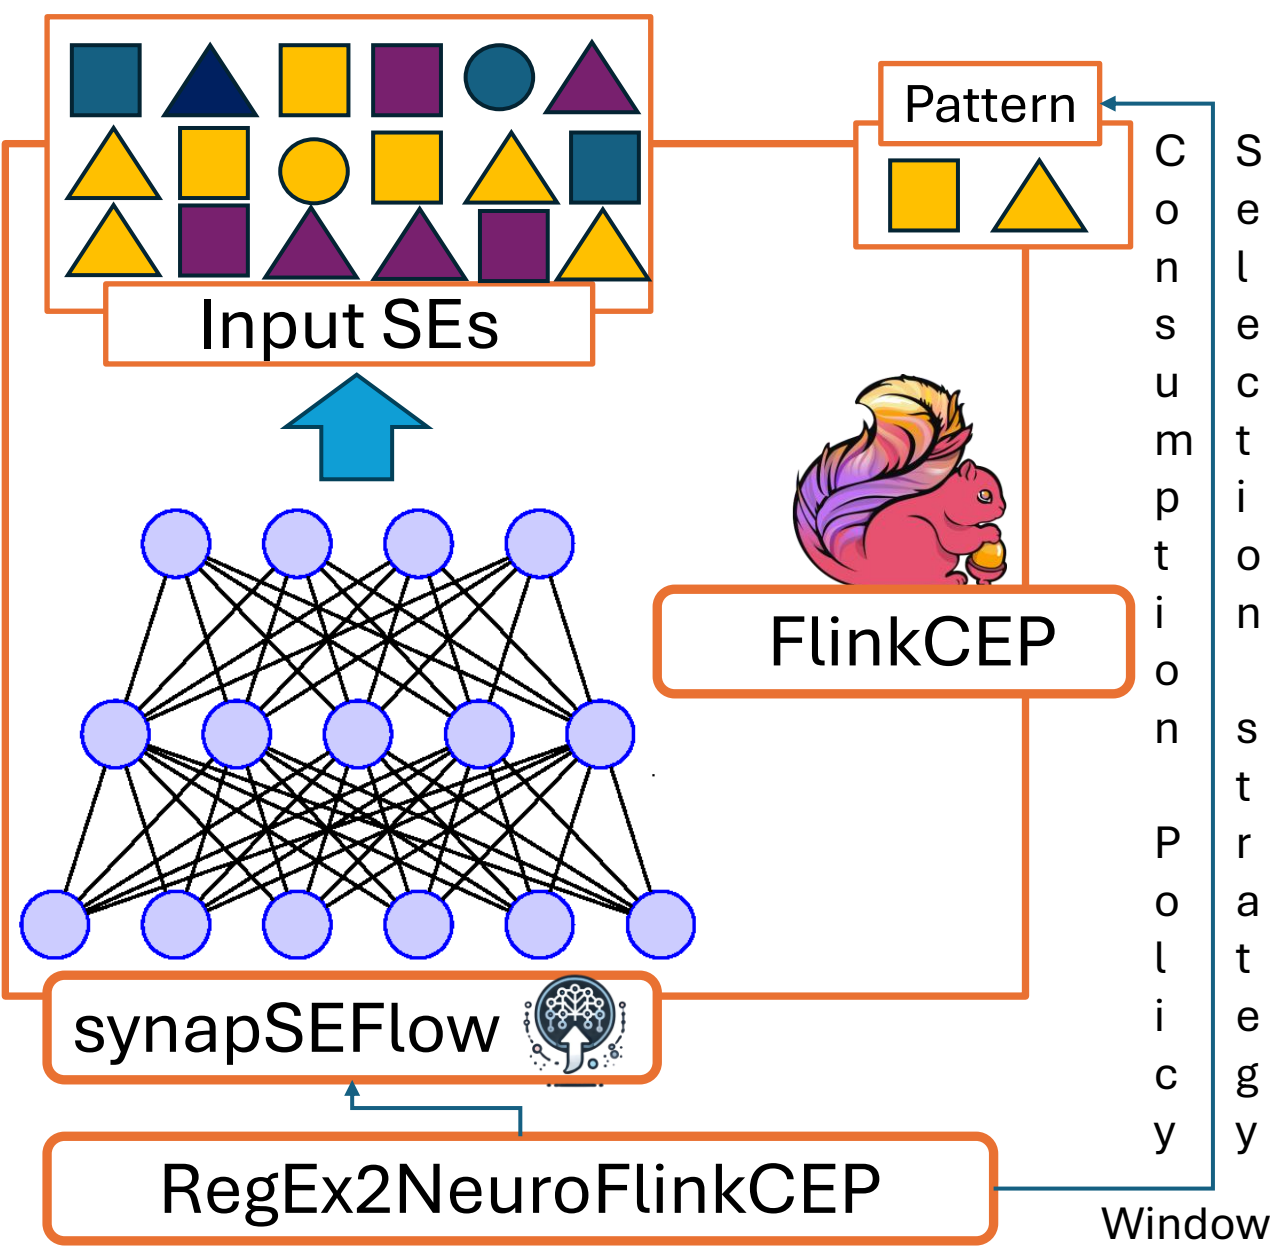 Pattern
Input SEs
Consumption Policy
Selection strategy
FlinkCEP
synapSEFlow
RegEx2NeuroFlinkCEP
Window